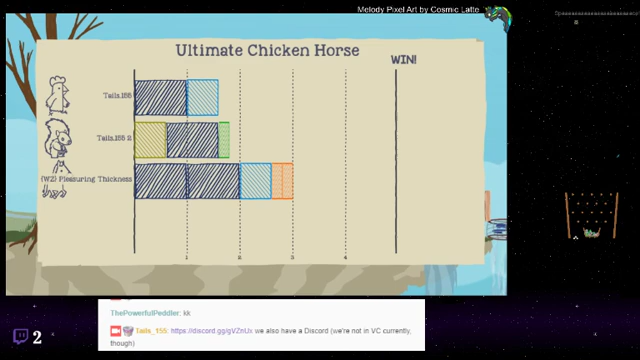 Melody Pixel Art by Cosmic Latte
Ultimate Chicken Horse
WIN!
Tails.155
Tails.155 2
(WZ) Pleasuring Thickness
1 2 3 4
ThePowerfulPeddler: kk
Tails_155: https://discord.gg/gVZnUx we also have a Discord (we're not in VC currently,
though)
2